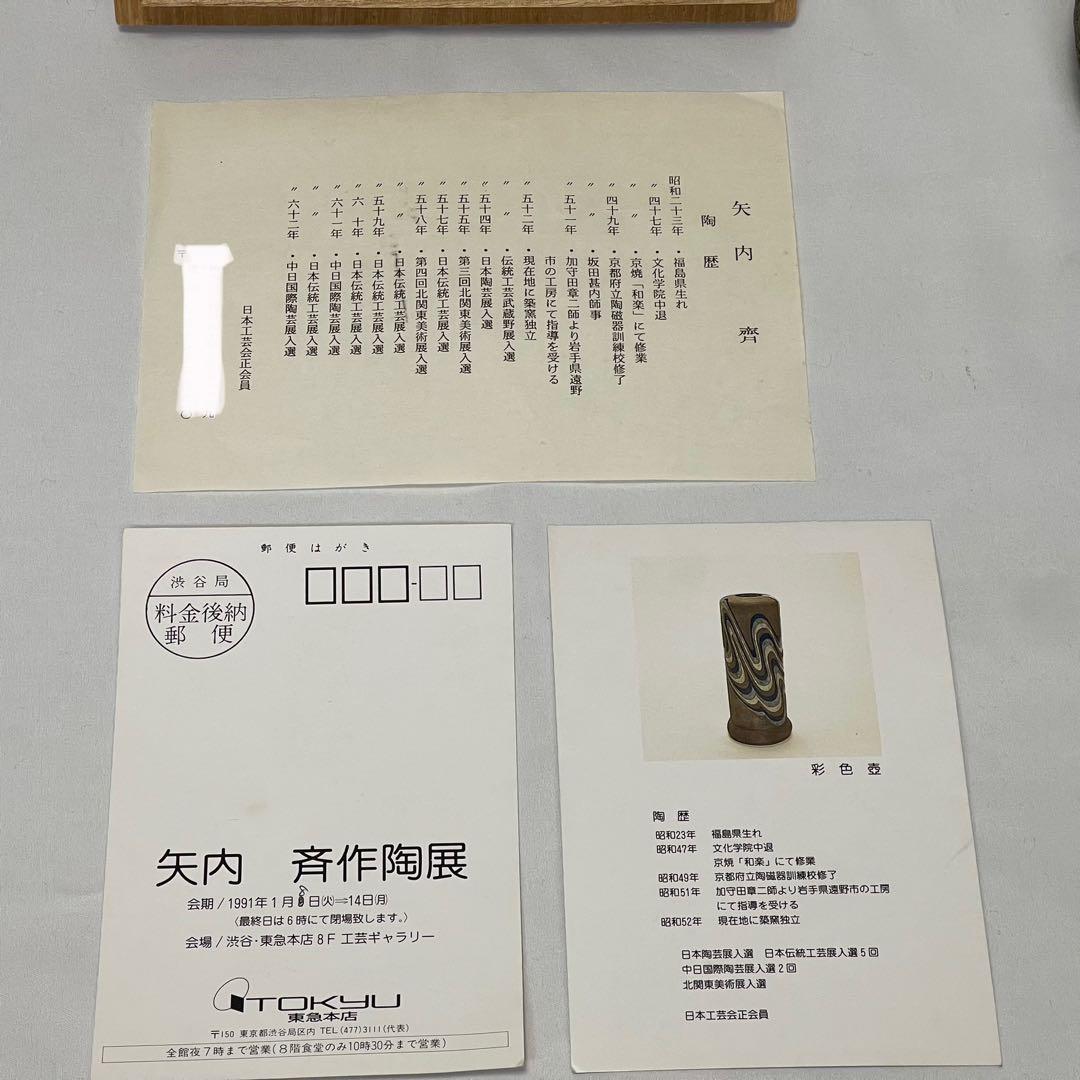 矢内 齊
陶歴
昭和二十三年・福島県生れ
〃 四十七年・文化学院中退
〃 〃 ・京焼「和楽」にて修業
〃 四十九年・京都府立陶磁器訓練校修了
〃 〃 ・坂田甚内師事
〃 五十一年・加守田章二師より岩手県遠野
市の工房にて指導を受ける
〃 五十二年・現在地に築窯独立
〃 〃 ・伝統工芸武蔵野展入選
〃 五十四年・日本陶芸展入選
〃 五十五年・第三回北関東美術展入選
〃 五十七年・日本伝統工芸展入選
〃 五十八年・第四回北関東美術展入選
〃 〃 ・日本伝統工芸展入選
〃 五十九年・日本伝統工芸展入選
〃 六十年・日本伝統工芸展入選
〃 六十一年・中日国際陶芸展入選
〃 〃 ・日本伝統工芸展入選
〃 六十二年・中日国際陶芸展入選
日本工芸会正会員
〒
郵便はがき
渋谷局
料金後納
郵便
矢内 斉作陶展
会期/1991年1月8日(火)⇒14日(月)
(最終日は6時にて閉場致します。)
会場/渋谷・東急本店8F工芸ギャラリー
TOKYU
東急本店
〒150 東京都渋谷局区内 TEL(477)3111(代表)
全館夜7時まで営業(8階食堂のみ10時30分まで営業)
彩色壺
陶歴
昭和23年 福島県生れ
昭和47年 文化学院中退
京焼「和楽」にて修業
昭和49年 京都府立陶磁器訓練校修了
昭和51年 加守田章二師より岩手県遠野市の工房
にて指導を受ける
昭和52年 現在地に築窯独立
日本陶芸展入選 日本伝統工芸展入選5回
中日国際陶芸展入選2回
北関東美術展入選
日本工芸会正会員